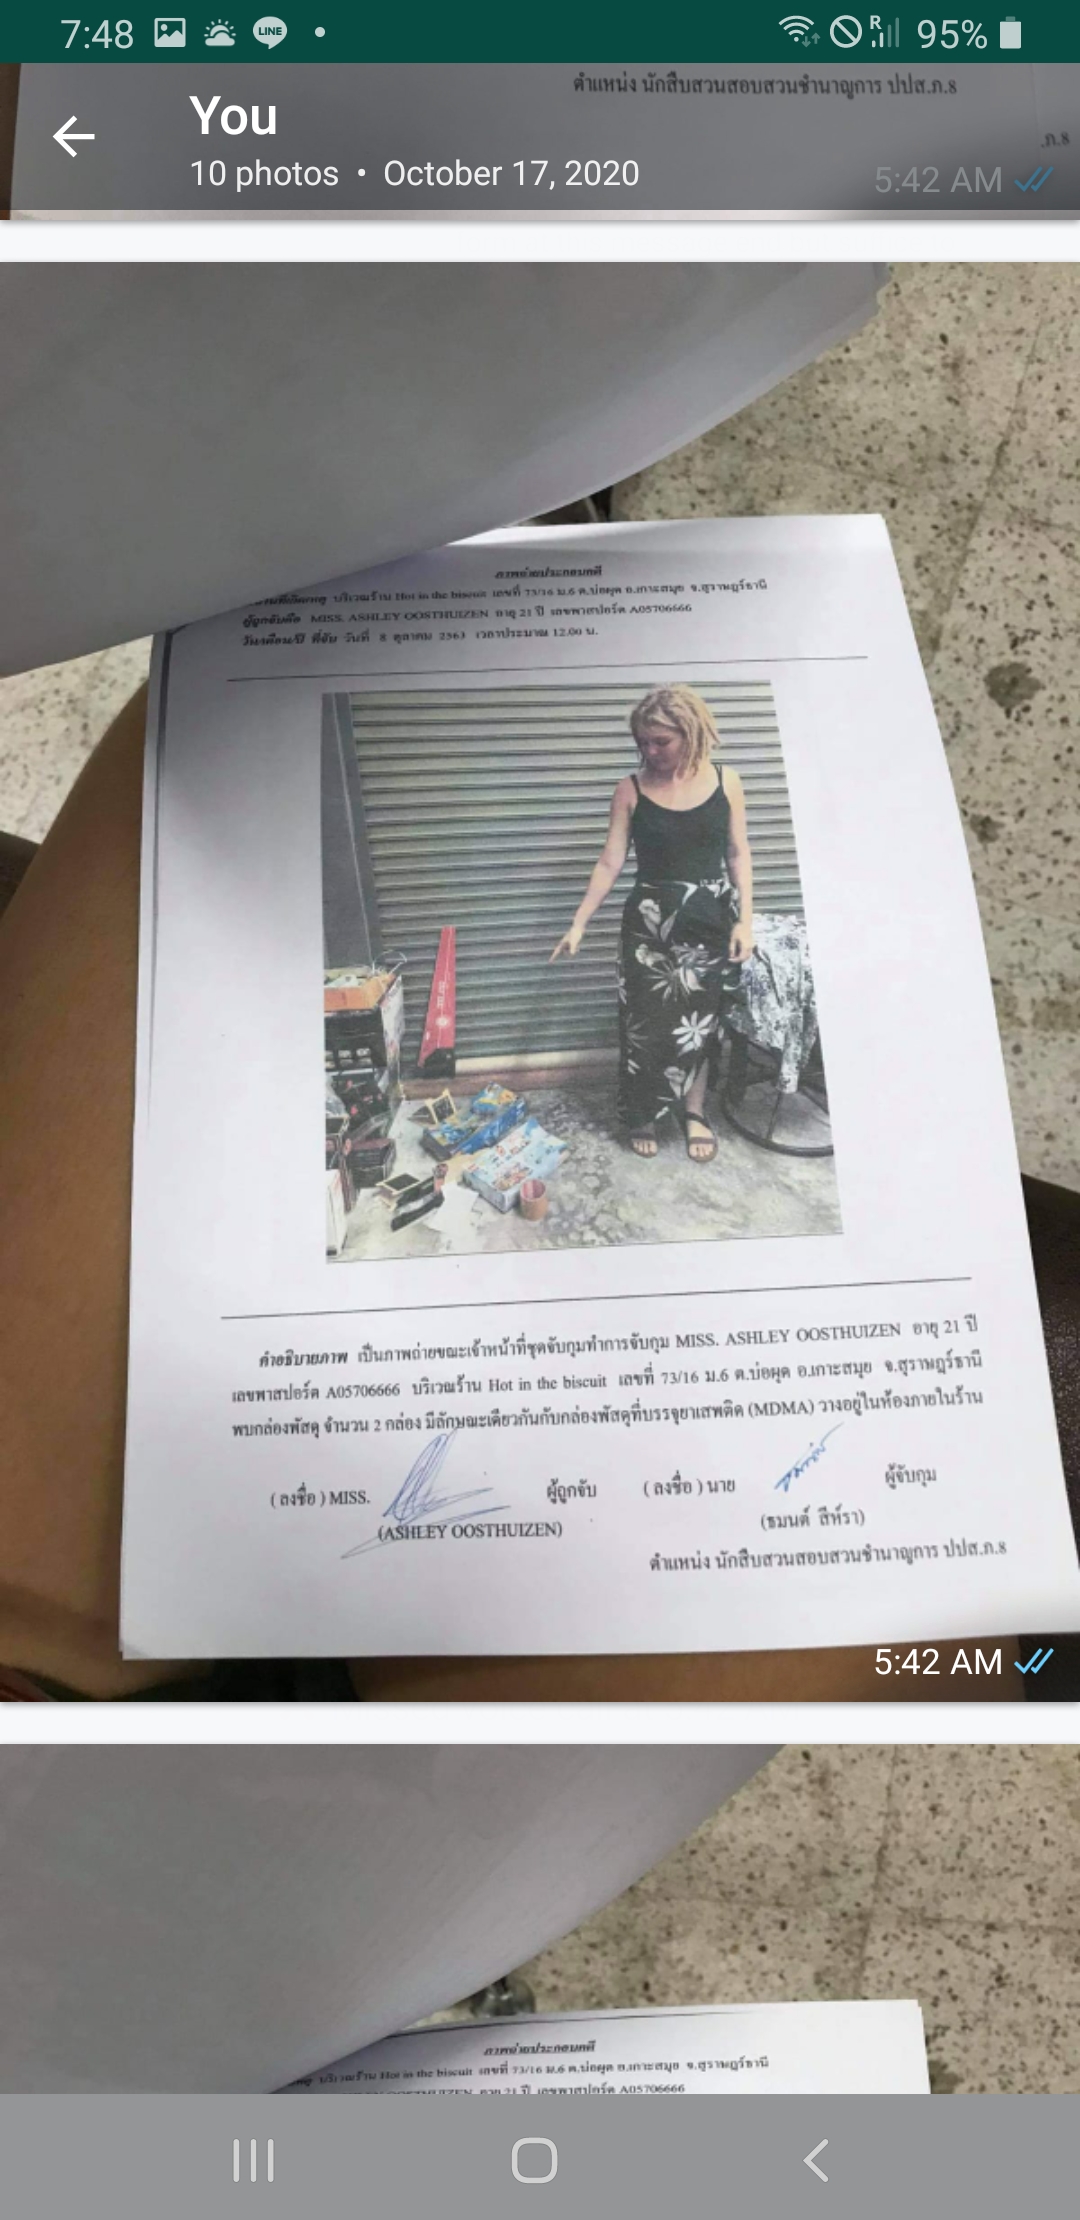 7:48 LINE R 95%
ตำแหน่ง นักสืบสวนสอบสวนชำนาญการ ปปส.ภ.8
.ภ.8
You
10 photos • October 17, 2020
5:42 AM
ภาพถ่ายประกอบคดี
บริเวณร้าน Hot in the biscuit เลขที่ 73/16 ม.6 ต.บ่อผุด อ.เกาะสมุย จ.สุราษฎร์ธานี
ผู้ถูกจับคือ MISS. ASHLEY OOSTHUIZEN อายุ 21 ปี เลขพาสปอร์ต A05706666
วัน/เดือน/ปี ที่จับ วันที่ 8 ตุลาคม 2563 เวลาประมาณ 12.00 น.
คำอธิบายภาพ เป็นภาพถ่ายขณะเจ้าหน้าที่ชุดจับกุมทำการจับกุม MISS. ASHLEY OOSTHUIZEN อายุ 21 ปี
เลขพาสปอร์ต A05706666 บริเวณร้าน Hot in the biscuit เลขที่ 73/16 ม.6 ต.บ่อผุด อ.เกาะสมุย จ.สุราษฎร์ธานี
พบกล่องพัสดุ จำนวน 2 กล่อง มีลักษณะเดียวกันกับกล่องพัสดุที่บรรจุยาเสพติด (MDMA) วางอยู่ในห้องภายในร้าน
( ลงชื่อ ) MISS. ผู้ถูกจับ ( ลงชื่อ ) นาย ผู้จับกุม
(ASHLEY OOSTHUIZEN) (ธมนต์ สีห์รา)
ตำแหน่ง นักสืบสวนสอบสวนชำนาญการ ปปส.ภ.8
5:42 AM
ภาพถ่ายประกอบคดี
บริเวณร้าน Hot in the biscuit เลขที่ 73/16 ม.6 ต.บ่อผุด อ.เกาะสมุย จ.สุราษฎร์ธานี
อายุ 21 ปี เลขพาสปอร์ต A05706666